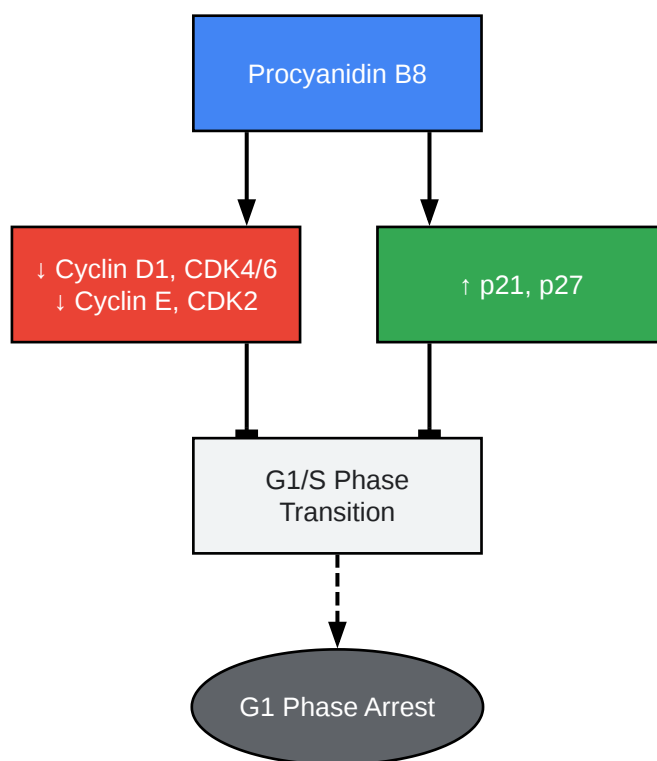 Procyanidin B8
↓ Cyclin D1, CDK4/6
↓ Cyclin E, CDK2
↑ p21, p27
G1/S Phase
Transition
G1 Phase Arrest